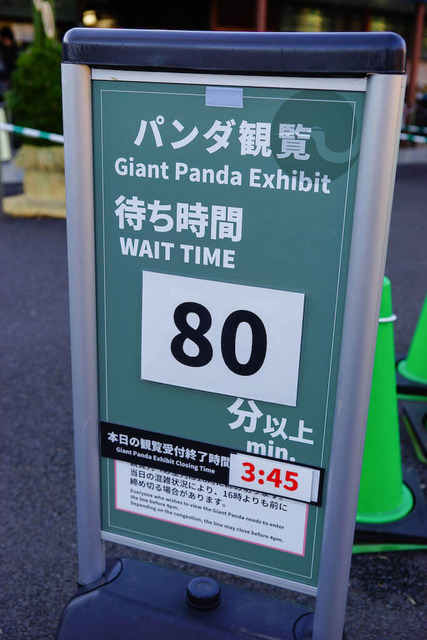 パンダ観覧
Giant Panda Exhibit
待ち時間
WAIT TIME
80
分以上
min.
本日の観覧受付終了時間
Giant Panda Exhibit Closing Time
3:45
当日の混雑状況により、16時よりも前に
締め切る場合があります。
Everyone who wishes to view the Giant Panda needs to enter
the line before 4pm.
Depending on the congestion, the line may close before 4pm.